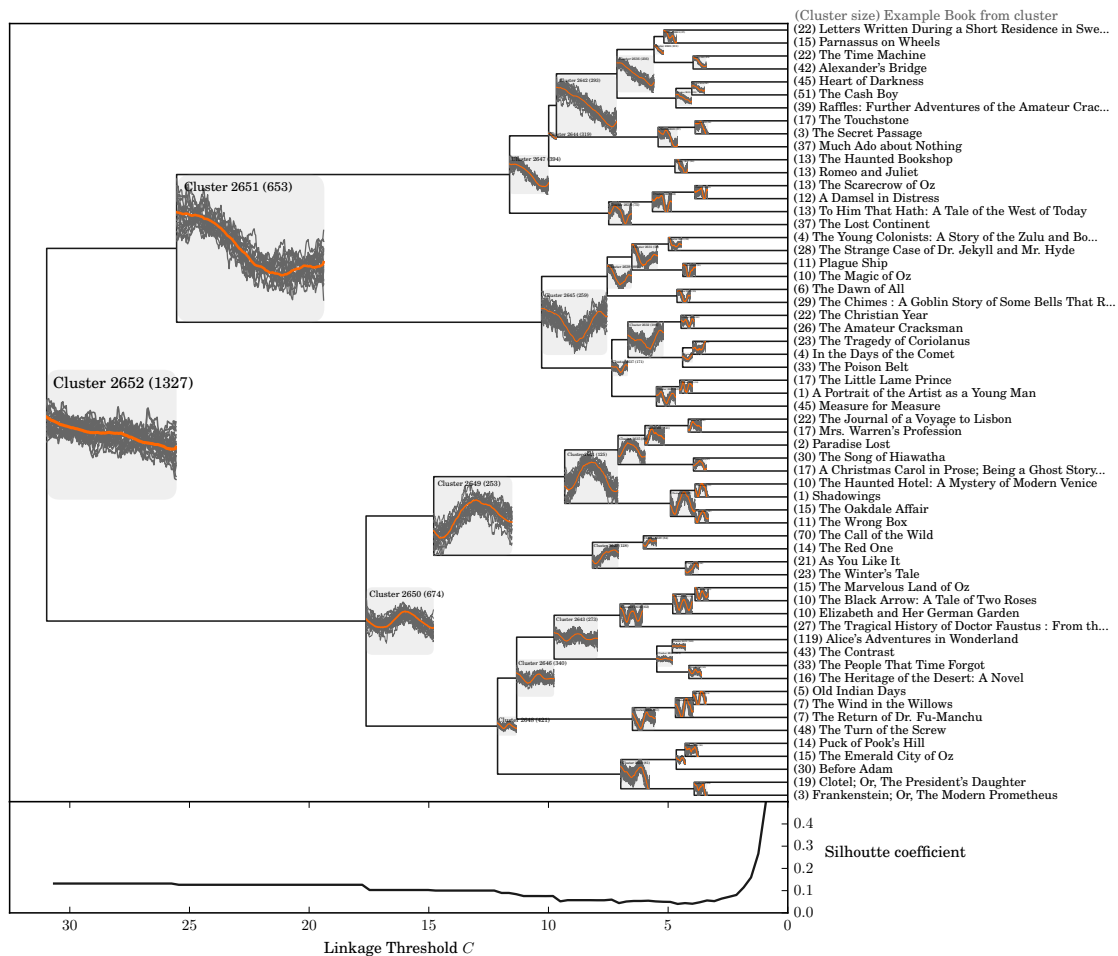 (Cluster size) Example Book from cluster
(22) Letters Written During a Short Residence in Swe...
(15) Parnassus on Wheels
(22) The Time Machine
(42) Alexander's Bridge
(45) Heart of Darkness
(51) The Cash Boy
(39) Raffles: Further Adventures of the Amateur Crac...
(17) The Touchstone
(3) The Secret Passage
(37) Much Ado about Nothing
(13) The Haunted Bookshop
(13) Romeo and Juliet
(13) The Scarecrow of Oz
(12) A Damsel in Distress
(13) To Him That Hath: A Tale of the West of Today
(37) The Lost Continent
(4) The Young Colonists: A Story of the Zulu and Bo...
(28) The Strange Case of Dr. Jekyll and Mr. Hyde
(11) Plague Ship
(10) The Magic of Oz
(6) The Dawn of All
(29) The Chimes : A Goblin Story of Some Bells That R...
(22) The Christian Year
(26) The Amateur Cracksman
(23) The Tragedy of Coriolanus
(4) In the Days of the Comet
(33) The Poison Belt
(17) The Little Lame Prince
(1) A Portrait of the Artist as a Young Man
(45) Measure for Measure
(22) The Journal of a Voyage to Lisbon
(17) Mrs. Warren's Profession
(2) Paradise Lost
(30) The Song of Hiawatha
(17) A Christmas Carol in Prose; Being a Ghost Story...
(10) The Haunted Hotel: A Mystery of Modern Venice
(1) Shadowings
(15) The Oakdale Affair
(11) The Wrong Box
(70) The Call of the Wild
(14) The Red One
(21) As You Like It
(23) The Winter's Tale
(15) The Marvelous Land of Oz
(10) The Black Arrow: A Tale of Two Roses
(10) Elizabeth and Her German Garden
(27) The Tragical History of Doctor Faustus : From th...
(119) Alice's Adventures in Wonderland
(43) The Contrast
(33) The People That Time Forgot
(16) The Heritage of the Desert: A Novel
(5) Old Indian Days
(7) The Wind in the Willows
(7) The Return of Dr. Fu-Manchu
(48) The Turn of the Screw
(14) Puck of Pook's Hill
(15) The Emerald City of Oz
(30) Before Adam
(19) Clotel; Or, The President's Daughter
(3) Frankenstein; Or, The Modern Prometheus
Cluster 2642 (293)
Cluster 2644 (319)
Cluster 2647 (394)
Cluster 2651 (653)
Cluster 2645 (259)
Cluster 2652 (1327)
Cluster 2649 (253)
Cluster 2650 (674)
Cluster 2643 (273)
Cluster 2646 (340)
Cluster 2648 (421)
0.4
0.3
0.2
0.1
0.0
Silhoutte coefficient
30 25 20 15 10 5 0
Linkage Threshold C